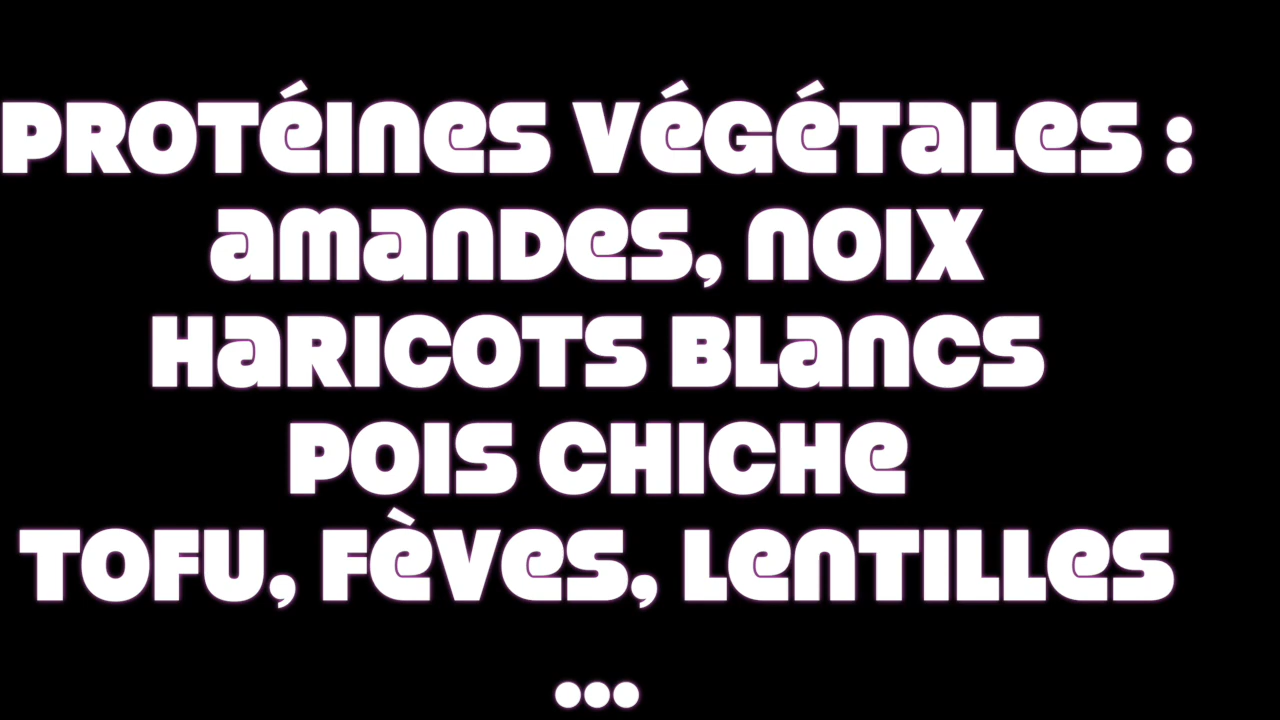 PROTÉINES VÉGÉTALES :
AMANDES, NOIX
HARICOTS BLANCS
POIS CHICHE
TOFU, FÈVES, LENTILLES
...